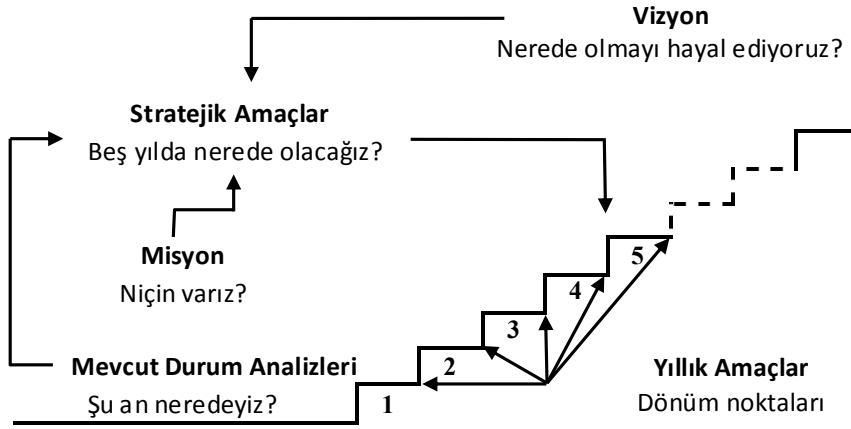 Vizyon
Nerede olmayı hayal ediyoruz?
Stratejik Amaçlar
Beş yılda nerede olacağız?
Misyon
Niçin varız?
5
4
3
2
1
Mevcut Durum Analizleri
Şu an neredeyiz?
Yıllık Amaçlar
Dönüm noktaları